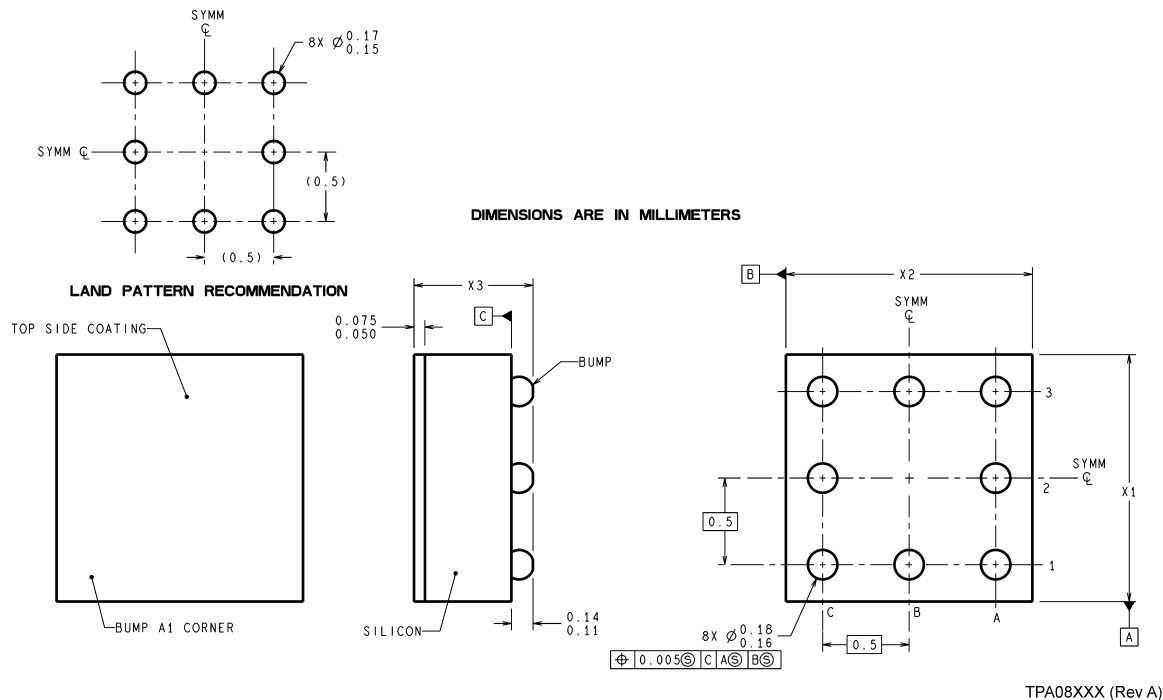 SYMM
℄
8X Ø 0.17
0.15
SYMM ℄
(0.5)
(0.5)
DIMENSIONS ARE IN MILLIMETERS
LAND PATTERN RECOMMENDATION
TOP SIDE COATING
BUMP A1 CORNER
X3
0.075
0.050
C
BUMP
SILICON
0.14
0.11
B
X2
SYMM
℄
3
SYMM
℄
2
X1
0.5
1
C
B
A
8X Ø 0.18
0.16
0.5
A
⌖ 0.005Ⓢ C AⓈ BⓈ
TPA08XXX (Rev A)